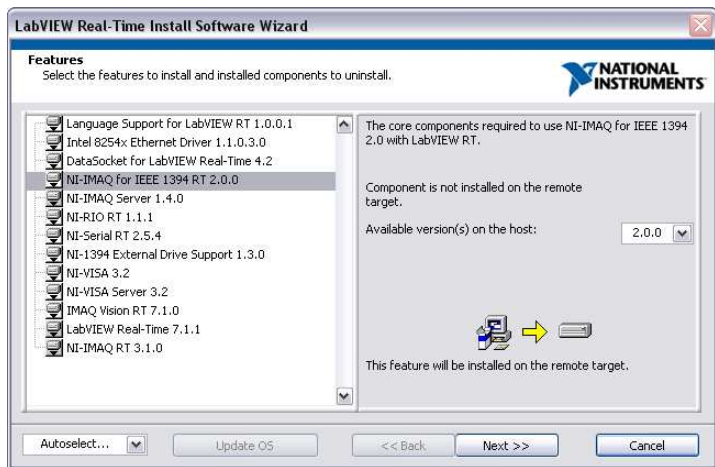 LabVIEW Real-Time Install Software Wizard
Features
Select the features to install and installed components to uninstall.
NATIONAL
INSTRUMENTS
Language Support for LabVIEW RT 1.0.0.1
Intel 8254x Ethernet Driver 1.1.0.3.0
DataSocket for LabVIEW Real-Time 4.2
NI-IMAQ for IEEE 1394 RT 2.0.0
NI-IMAQ Server 1.4.0
NI-RIO RT 1.1.1
NI-Serial RT 2.5.4
NI-1394 External Drive Support 1.3.0
NI-VISA 3.2
NI-VISA Server 3.2
IMAQ Vision RT 7.1.0
LabVIEW Real-Time 7.1.1
NI-IMAQ RT 3.1.0
The core components required to use NI-IMAQ for IEEE 1394
2.0 with LabVIEW RT.
Component is not installed on the remote
target.
Available version(s) on the host:
2.0.0
This feature will be installed on the remote target.
Autoselect...
Update OS
<< Back
Next >>
Cancel